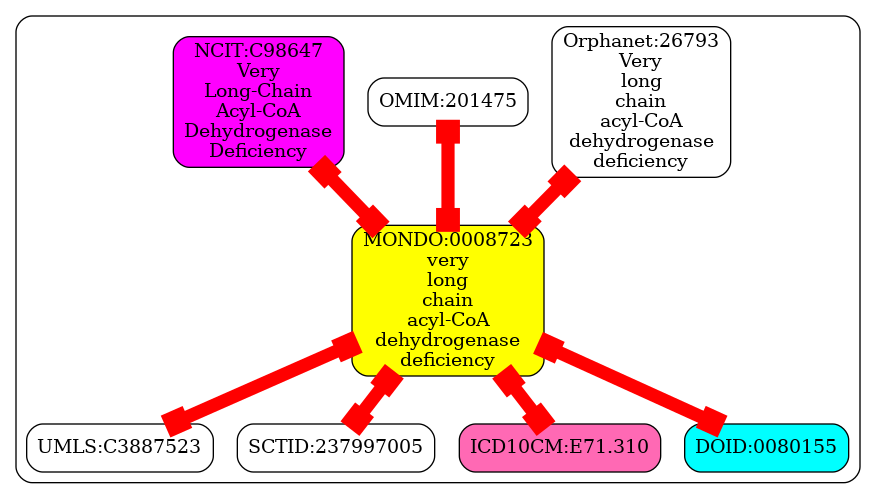 NCIT:C98647
Very
Long-Chain
Acyl-CoA
Dehydrogenase
Deficiency
OMIM:201475
Orphanet:26793
Very
long
chain
acyl-CoA
dehydrogenase
deficiency
MONDO:0008723
very
long
chain
acyl-CoA
dehydrogenase
deficiency
UMLS:C3887523
SCTID:237997005
ICD10CM:E71.310
DOID:0080155